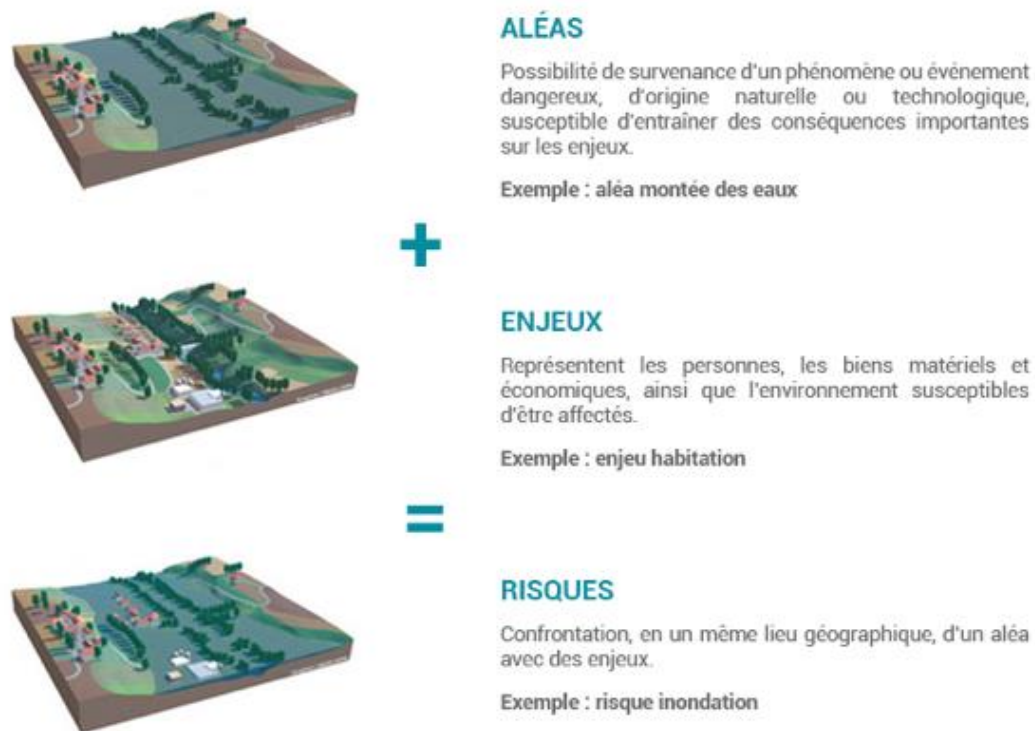 ALÉAS
Possibilité de survenance d'un phénomène ou événement
dangereux, d'origine naturelle ou technologique,
susceptible d'entraîner des conséquences importantes
sur les enjeux.
Exemple : aléa montée des eaux
+
ENJEUX
Représentent les personnes, les biens matériels et
économiques, ainsi que l'environnement susceptibles
d'être affectés.
Exemple : enjeu habitation
=
RISQUES
Confrontation, en un même lieu géographique, d'un aléa
avec des enjeux.
Exemple : risque inondation